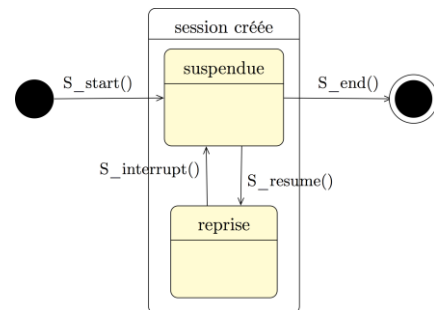 session créée
suspendue
S_start()
S_end()
S_interrupt()
S_resume()
reprise